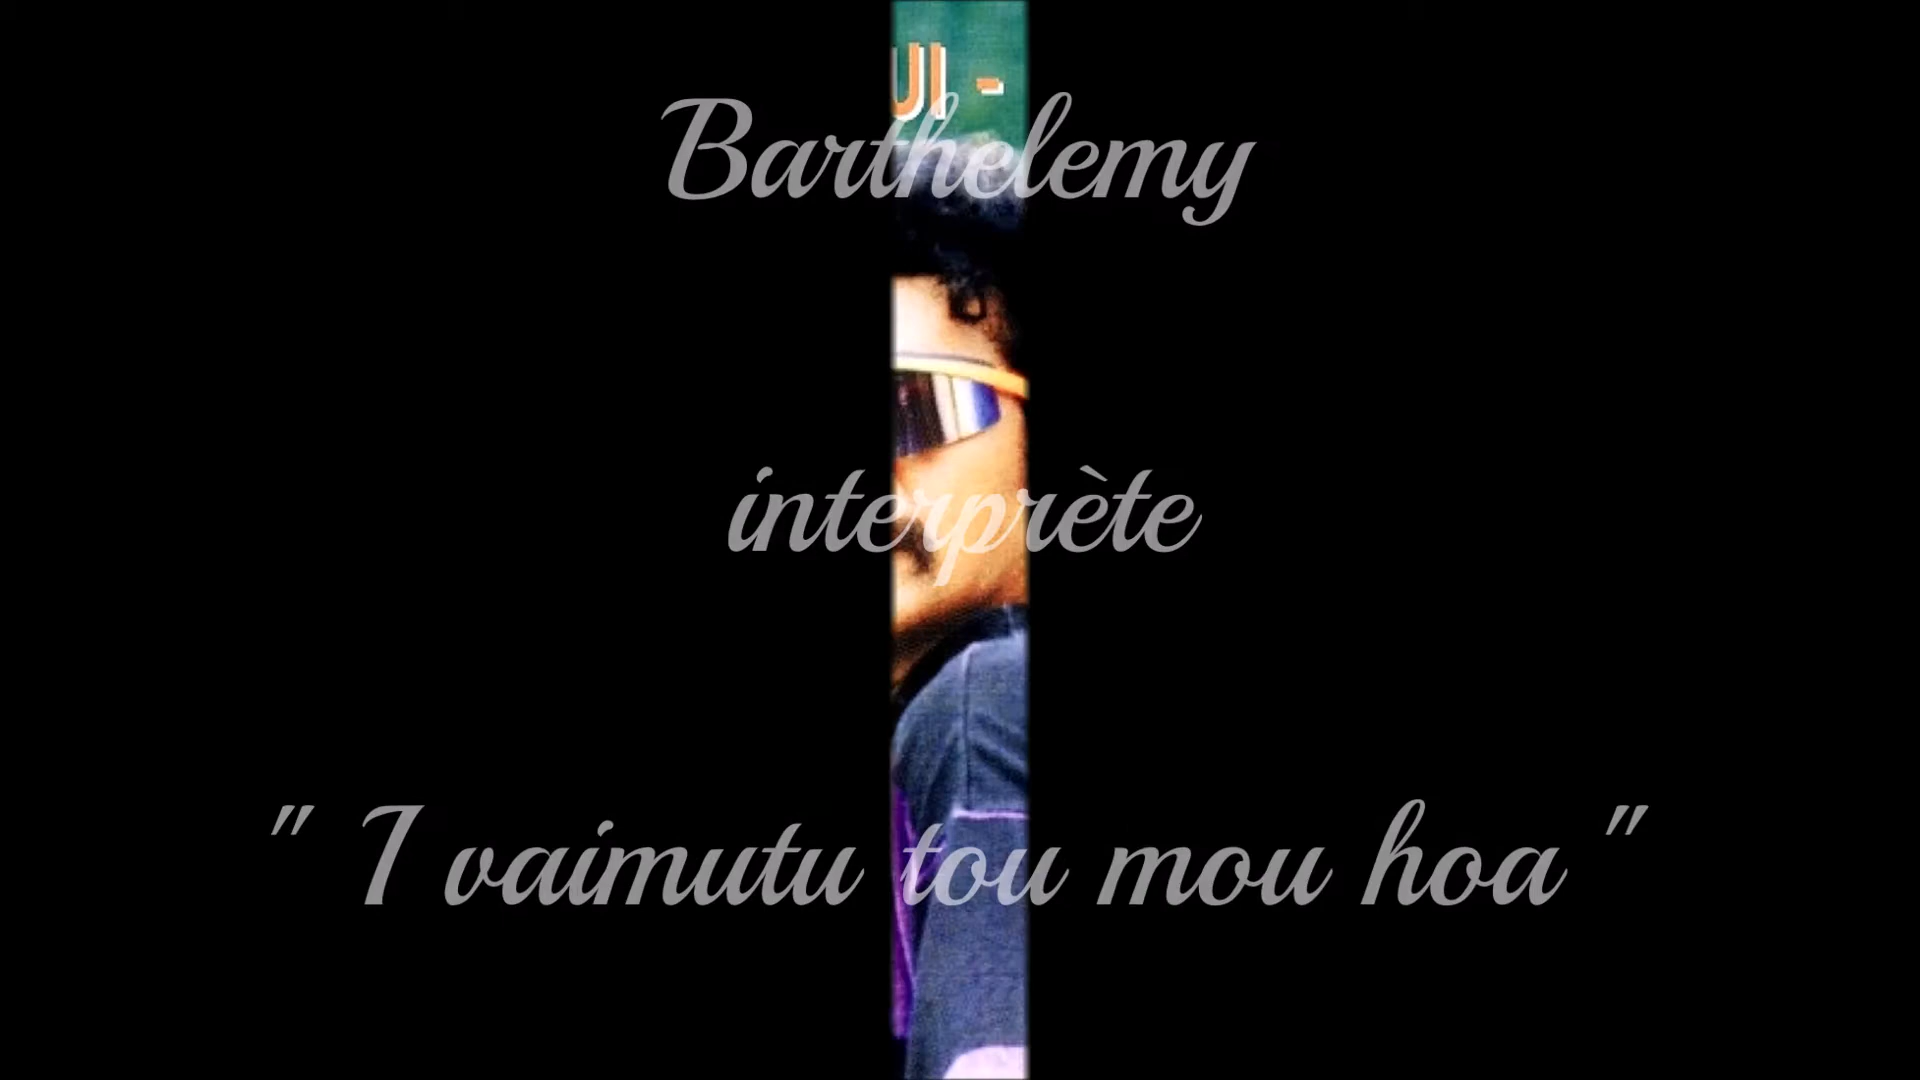 UI -
Barthelemy
interprète
" I vaimutu tou mou hoa "